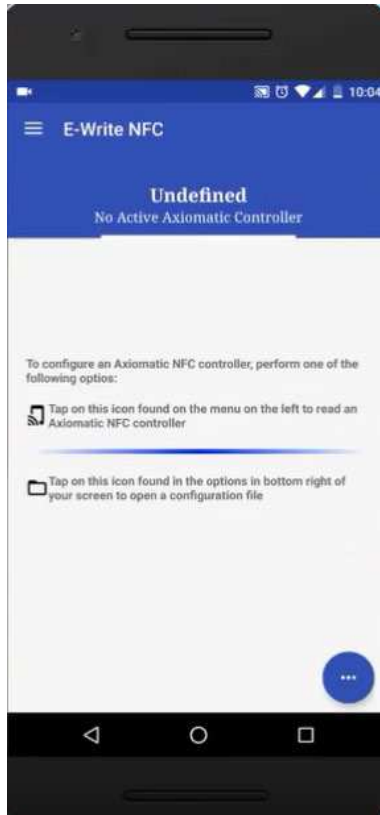 10:04
E-Write NFC
Undefined
No Active Axiomatic Controller
To configure an Axiomatic NFC controller, perform one of the
following optios:
Tap on this icon found on the menu on the left to read an
Axiomatic NFC controller
Tap on this icon found in the options in bottom right of
your screen to open a configuration file